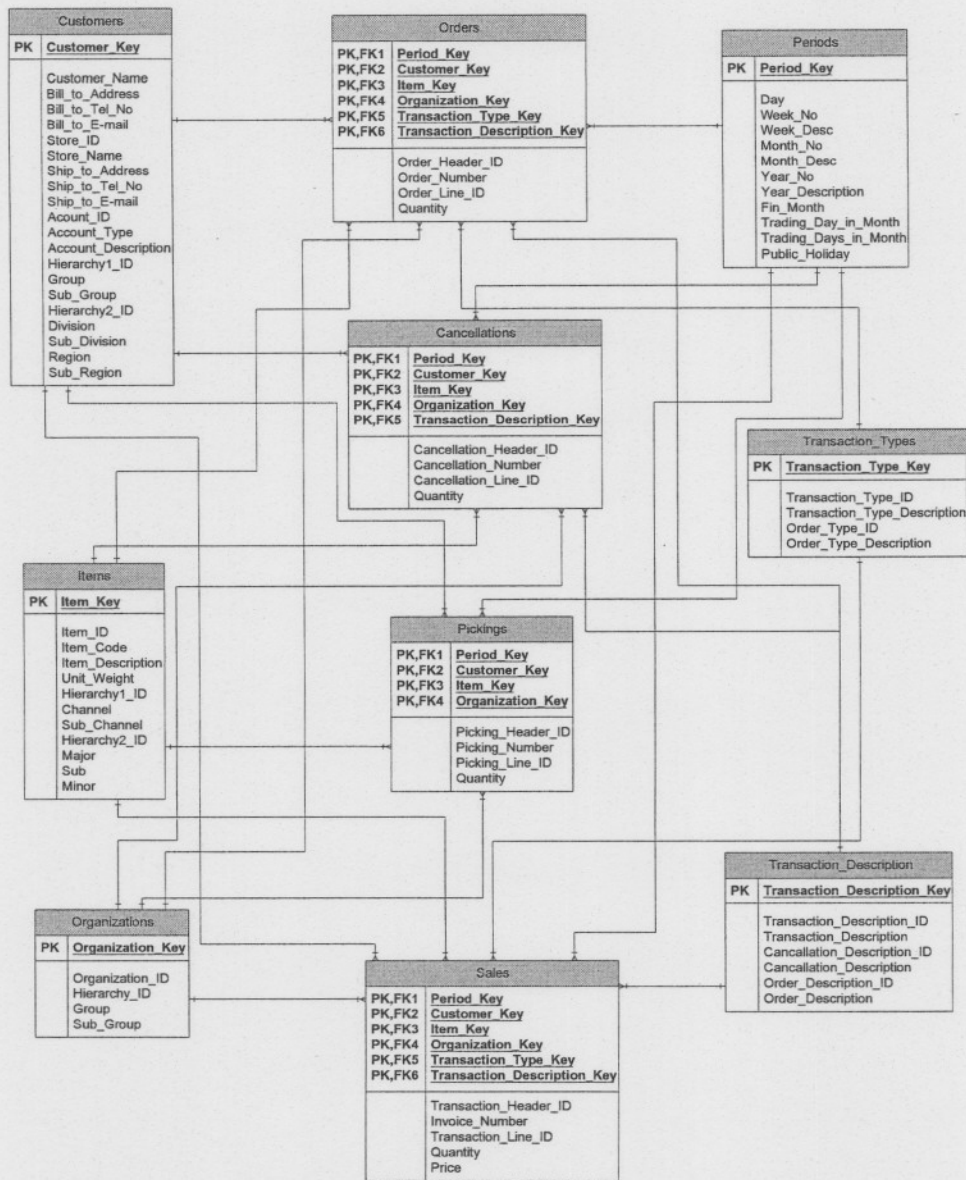 Customers
PK Customer_Key
Customer_Name
Bill_to_Address
Bill_to_Tel_No
Bill_to_E-mail
Store_ID
Store_Name
Ship_to_Address
Ship_to_Tel_No
Ship_to_E-mail
Acount_ID
Account_Type
Account_Description
Hierarchy1_ID
Group
Sub_Group
Hierarchy2_ID
Division
Sub_Division
Region
Sub_Region
Orders
PK,FK1 Period_Key
PK,FK2 Customer_Key
PK,FK3 Item_Key
PK,FK4 Organization_Key
PK,FK5 Transaction_Type_Key
PK,FK6 Transaction_Description_Key
Order_Header_ID
Order_Number
Order_Line_ID
Quantity
Periods
PK Period_Key
Day
Week_No
Week_Desc
Month_No
Month_Desc
Year_No
Year_Description
Fin_Month
Trading_Day_in_Month
Trading_Days_in_Month
Public_Holiday
Cancellations
PK,FK1 Period_Key
PK,FK2 Customer_Key
PK,FK3 Item_Key
PK,FK4 Organization_Key
PK,FK5 Transaction_Description_Key
Cancellation_Header_ID
Cancellation_Number
Cancellation_Line_ID
Quantity
Transaction_Types
PK Transaction_Type_Key
Transaction_Type_ID
Transaction_Type_Description
Order_Type_ID
Order_Type_Description
Items
PK Item_Key
Item_ID
Item_Code
Item_Description
Unit_Weight
Hierarchy1_ID
Channel
Sub_Channel
Hierarchy2_ID
Major
Sub
Minor
Pickings
PK,FK1 Period_Key
PK,FK2 Customer_Key
PK,FK3 Item_Key
PK,FK4 Organization_Key
Picking_Header_ID
Picking_Number
Picking_Line_ID
Quantity
Transaction_Description
PK Transaction_Description_Key
Transaction_Description_ID
Transaction_Description
Cancallation_Description_ID
Cancallation_Description
Order_Description_ID
Order_Description
Organizations
PK Organization_Key
Organization_ID
Hierarchy_ID
Group
Sub_Group
Sales
PK,FK1 Period_Key
PK,FK2 Customer_Key
PK,FK3 Item_Key
PK,FK4 Organization_Key
PK,FK5 Transaction_Type_Key
PK,FK6 Transaction_Description_Key
Transaction_Header_ID
Invoice_Number
Transaction_Line_ID
Quantity
Price